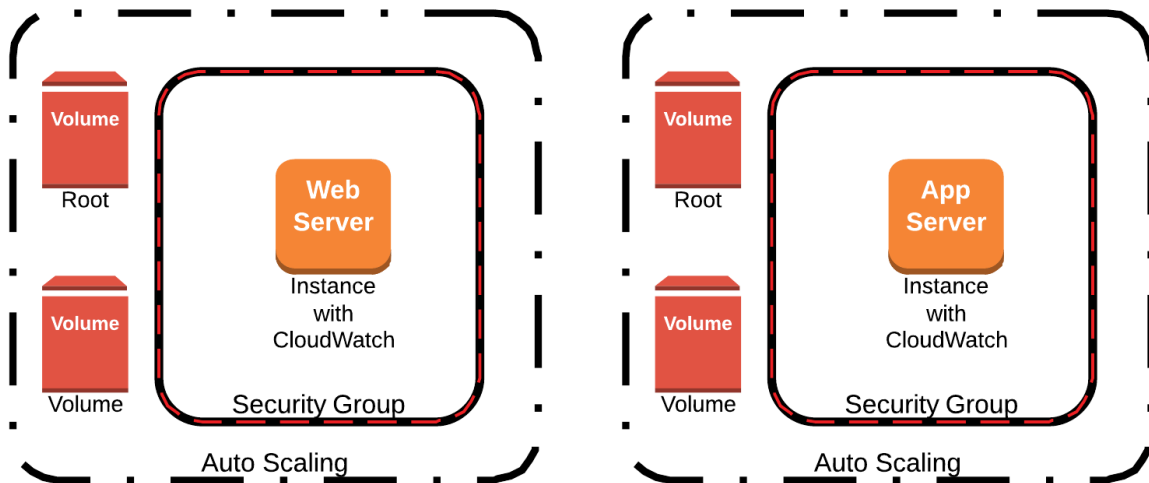 Volume
Root
Volume
Volume
Web
Server
Instance
with
CloudWatch
Security Group
Auto Scaling
Volume
Root
Volume
Volume
App
Server
Instance
with
CloudWatch
Security Group
Auto Scaling